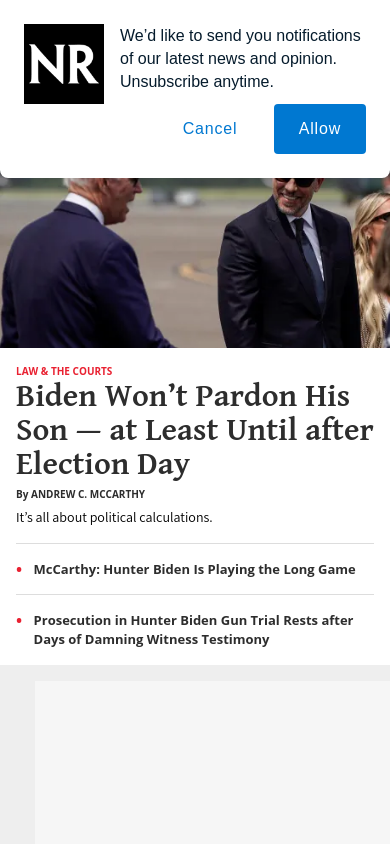 NR
We’d like to send you notifications
of our latest news and opinion.
Unsubscribe anytime.
Cancel
Allow
LAW & THE COURTS
Biden Won’t Pardon His
Son — at Least Until after
Election Day
By ANDREW C. MCCARTHY
It’s all about political calculations.
• McCarthy: Hunter Biden Is Playing the Long Game
• Prosecution in Hunter Biden Gun Trial Rests after
Days of Damning Witness Testimony